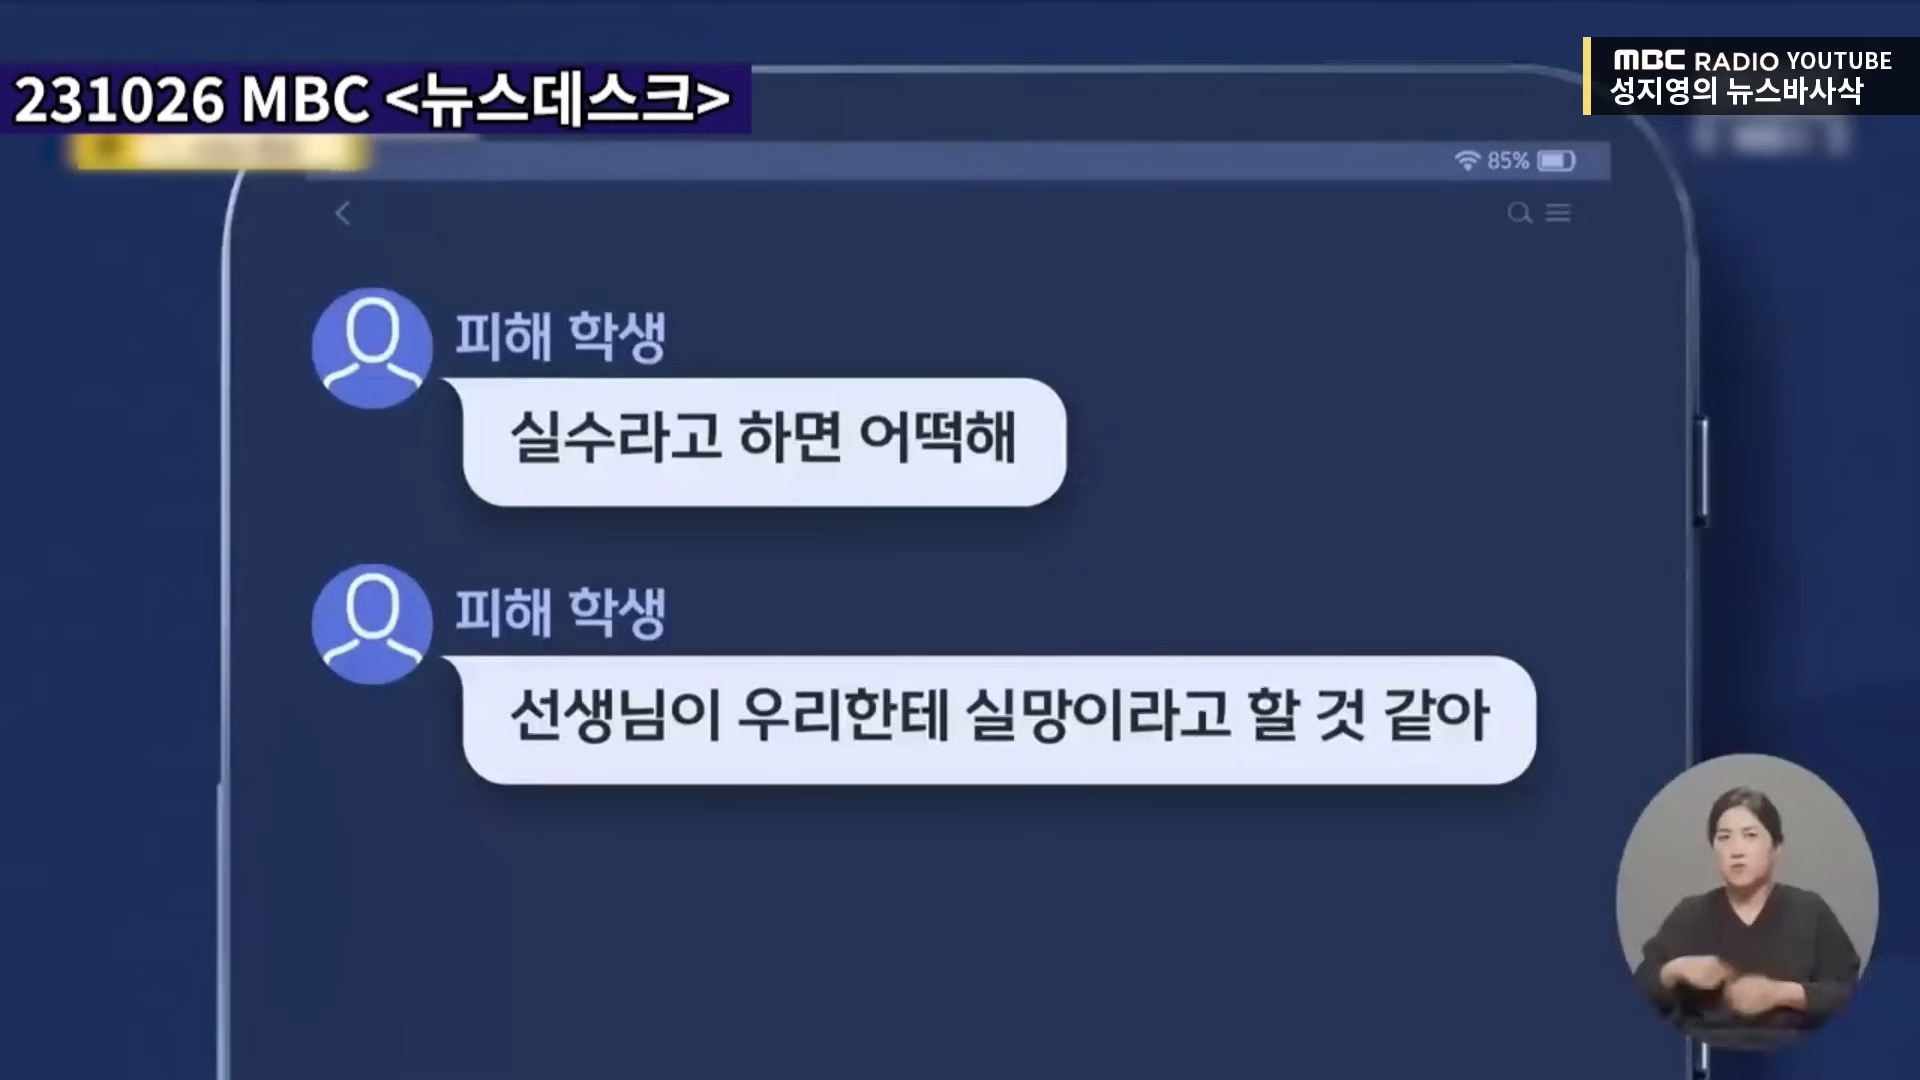 231026 MBC <뉴스데스크>
MBC RADIO YOUTUBE
성지영의 뉴스바사삭
85%
피해 학생
실수라고 하면 어떡해
피해 학생
선생님이 우리한테 실망이라고 할 것 같아